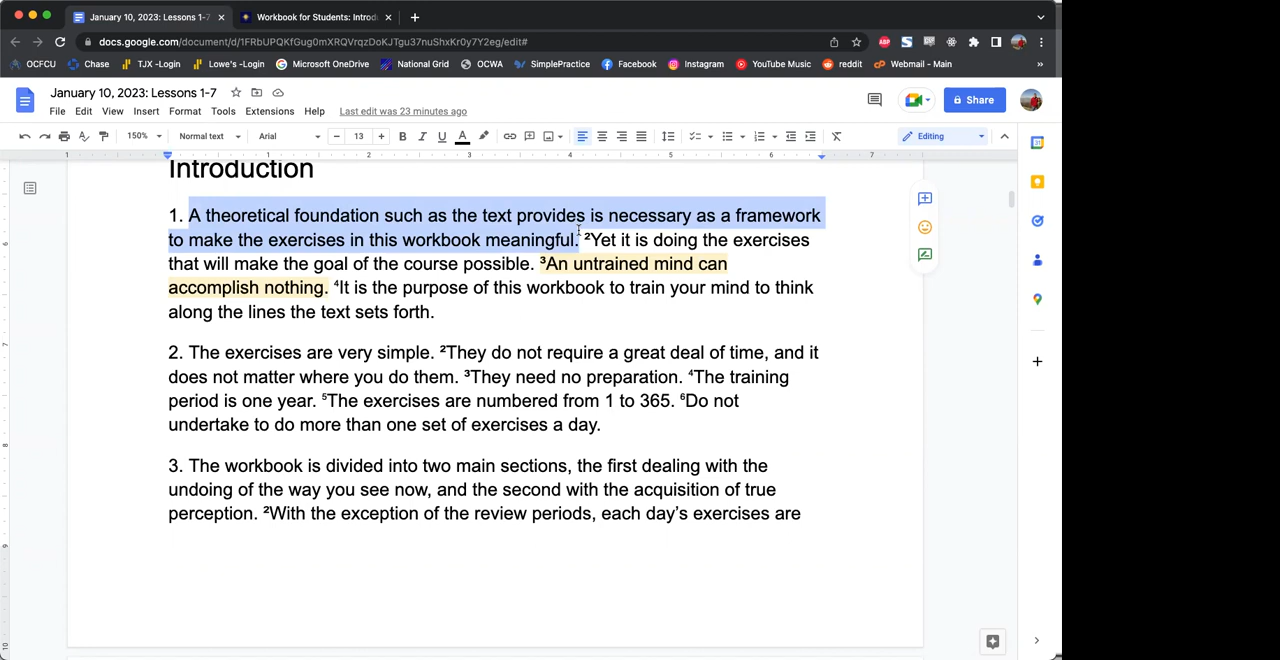 January 10, 2023: Lessons 1-7
Workbook for Students: Introd
docs.google.com/document/d/1FRbUPQKfGug0mXRQVrqzDoKJTgu37nuShxKr0y7Y2eg/edit#
OCFCU Chase TJX -Login Lowe's -Login Microsoft OneDrive National Grid OCWA SimplePractice Facebook Instagram YouTube Music reddit Webmail - Main »
January 10, 2023: Lessons 1-7
File Edit View Insert Format Tools Extensions Help Last edit was 23 minutes ago
Share
150% Normal text Arial 13 Editing
Introduction
1. A theoretical foundation such as the text provides is necessary as a framework
to make the exercises in this workbook meaningful. ²Yet it is doing the exercises
that will make the goal of the course possible. ³An untrained mind can
accomplish nothing. ⁴It is the purpose of this workbook to train your mind to think
along the lines the text sets forth.
2. The exercises are very simple. ²They do not require a great deal of time, and it
does not matter where you do them. ³They need no preparation. ⁴The training
period is one year. ⁵The exercises are numbered from 1 to 365. ⁶Do not
undertake to do more than one set of exercises a day.
3. The workbook is divided into two main sections, the first dealing with the
undoing of the way you see now, and the second with the acquisition of true
perception. ²With the exception of the review periods, each day's exercises are